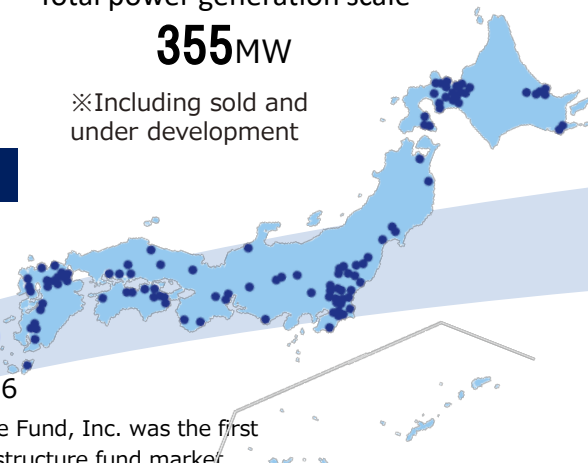 Total power generation scale
355MW
※Including sold and
under development
6
e Fund, Inc. was the first
structure fund market